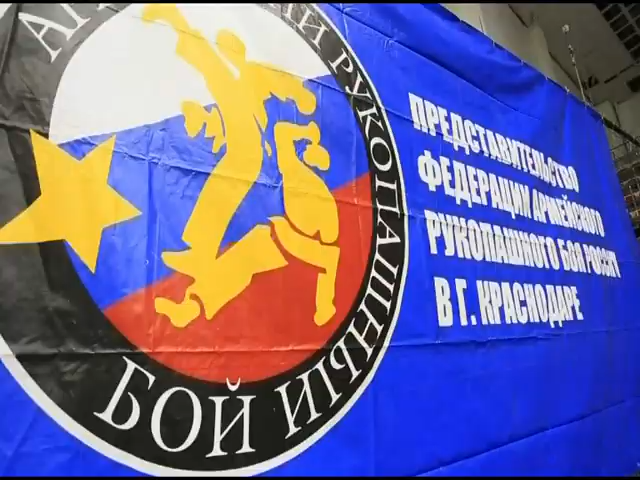 РУКОПАШНЫЙ
БОЙ
ПРЕДСТАВИТЕЛЬСТВО
ФЕДЕРАЦИИ АРМЕЙСКОГО
РУКОПАШНОГО БОЯ РОССИИ
В Г. КРАСНОДАРЕ